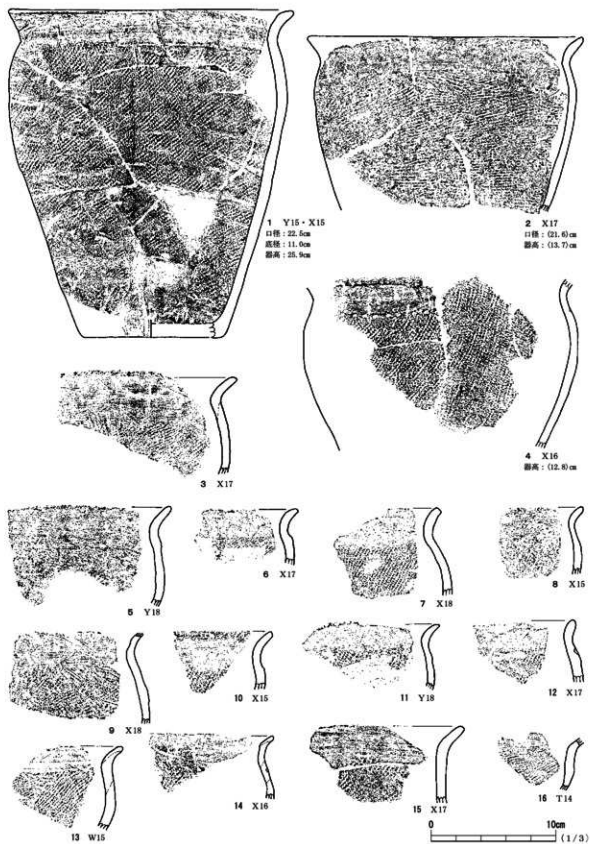 1 Y15・X15
口径：22.5㎝
底径：11.0㎝
器高：25.9㎝
2 X17
口径：(21.6)㎝
器高：(13.7)㎝
3 X17
4 X16
器高：(12.8)㎝
5 Y18
6 X17
7 X18
8 X15
9 X18
10 X15
11 Y18
12 X17
13 W15
14 X16
15 X17
16 T14
0 10cm
(1/3)